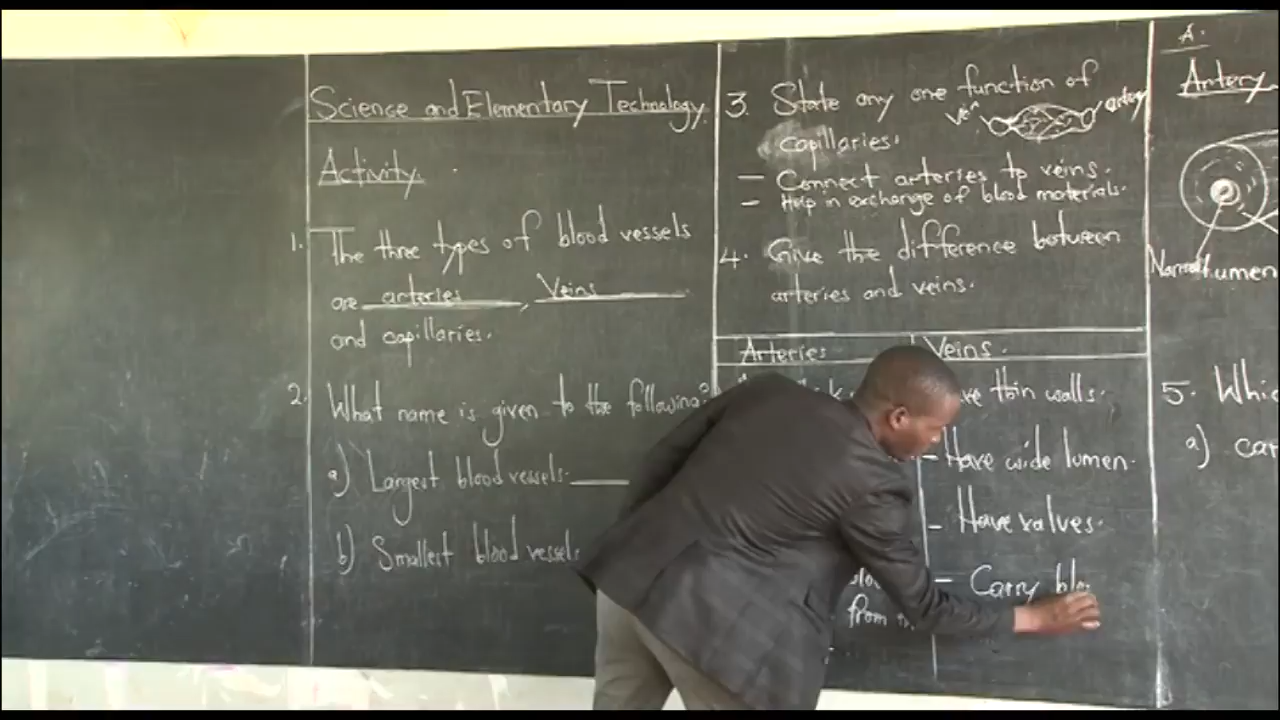 Science and Elementary Technology.
Activity.
1. The three types of blood vessels
are arteries, Veins
and capillaries.
2. What name is given to the following?
a) Largest blood vessels.
b) Smallest blood vessels
3. State any one function of
capillaries.
vein
artery
– Connect arteries to veins.
– Help in exchange of blood materials.
4. Give the difference between
arteries and veins.
Arteries
Veins.
thin walls.
– Have wide lumen.
– Have valves.
– Carry blo
from
A.
Artery
Narrow lumen
5. Whic
a) car